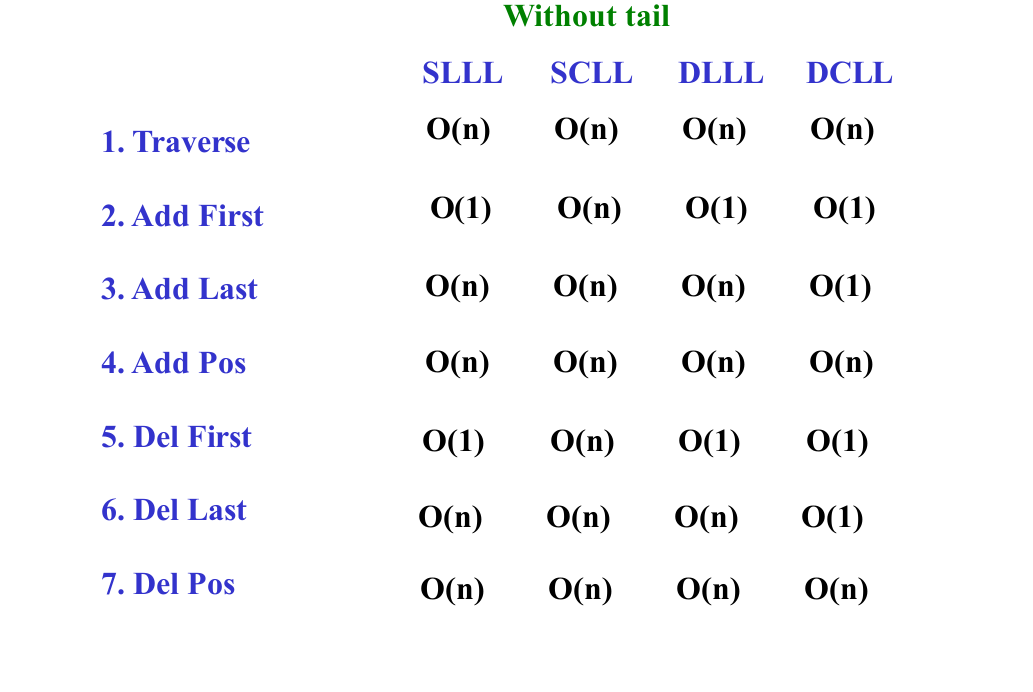 Without tail
SLLL SCLL DLLL DCLL
1. Traverse O(n) O(n) O(n) O(n)
2. Add First O(1) O(n) O(1) O(1)
3. Add Last O(n) O(n) O(n) O(1)
4. Add Pos O(n) O(n) O(n) O(n)
5. Del First O(1) O(n) O(1) O(1)
6. Del Last O(n) O(n) O(n) O(1)
7. Del Pos O(n) O(n) O(n) O(n)